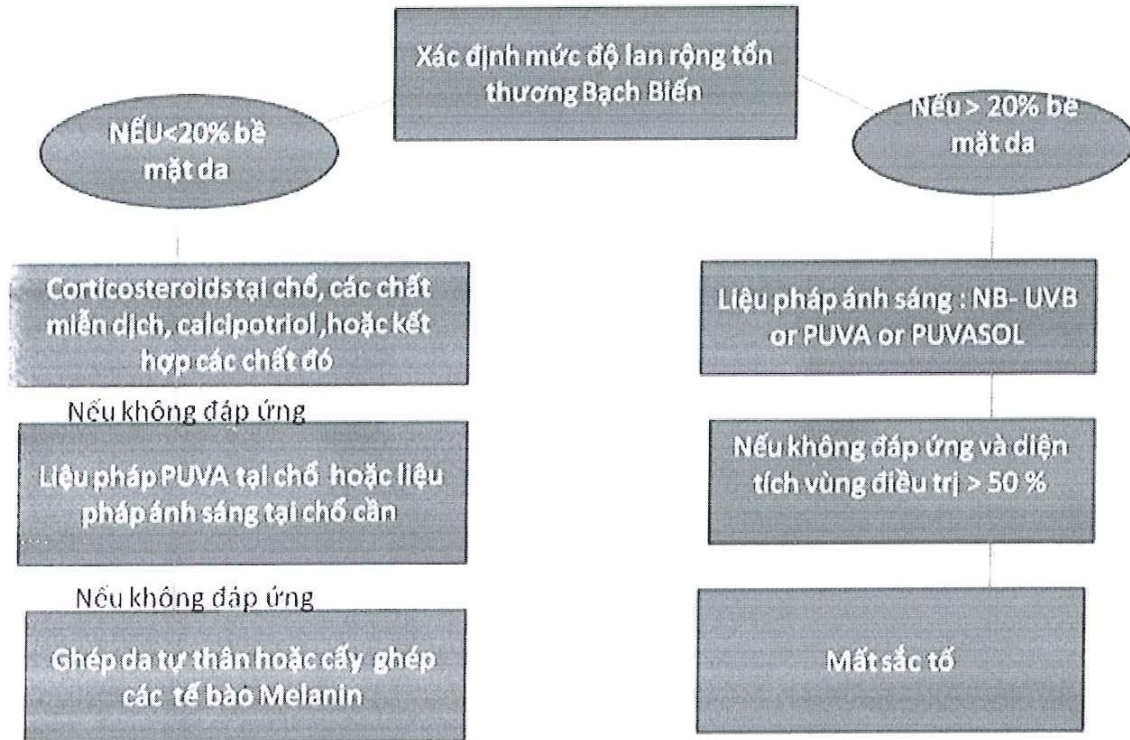 Xác định mức độ lan rộng tổn
thương Bạch Biến
NẾU<20% bề
mặt da
Nếu > 20% bề
mặt da
Corticosteroids tại chổ, các chất
miễn dịch, calcipotriol ,hoặc kết
hợp các chất đó
Nếu không đáp ứng
Liệu pháp PUVA tại chổ hoặc liệu
pháp ánh sáng tại chổ cần
Nếu không đáp ứng
Ghép da tự thân hoặc cấy ghép
các tế bào Melanin
Liệu pháp ánh sáng : NB- UVB
or PUVA or PUVASOL
Nếu không đáp ứng và diện
tích vùng điều trị > 50 %
Mất sắc tố